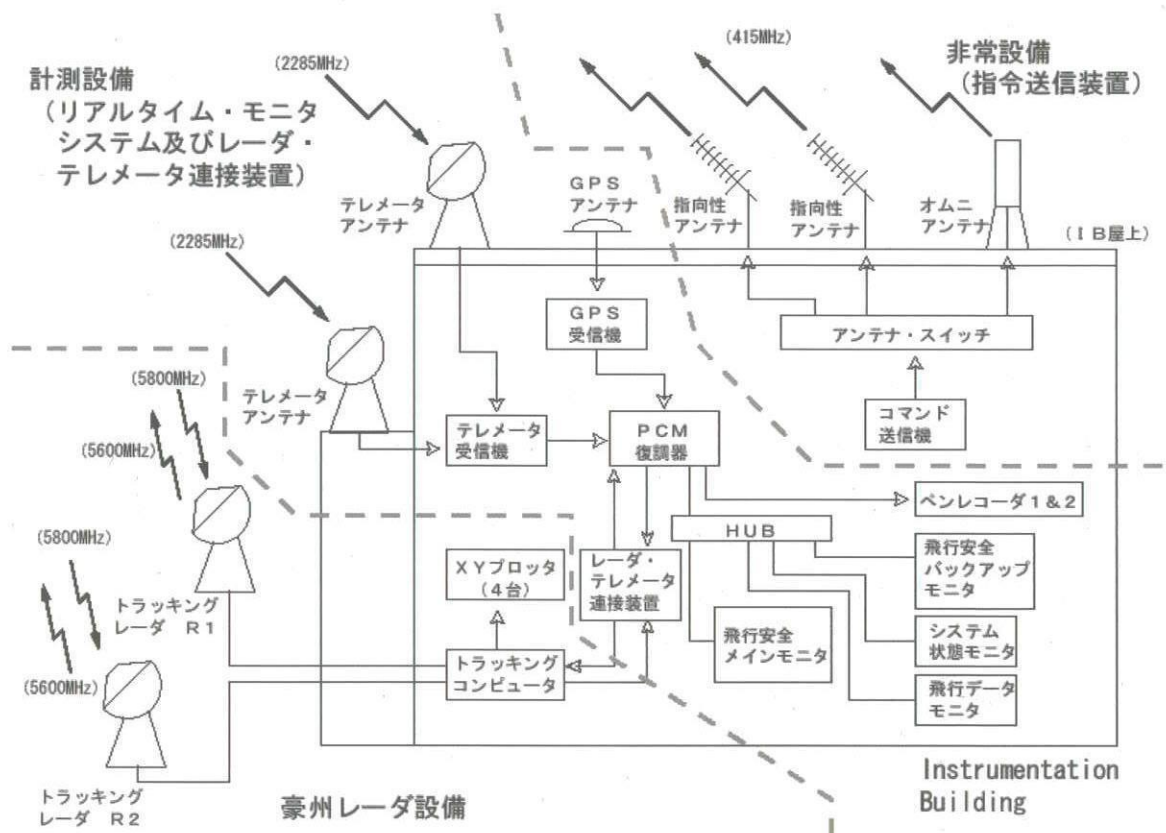 計測設備
(リアルタイム・モニタ
システム及びレーダ・
テレメータ連接装置)
(2285MHz)
(415MHz)
非常設備
(指令送信装置)
テレメータ
アンテナ
GPS
アンテナ
指向性
アンテナ
指向性
アンテナ
オムニ
アンテナ
(IB屋上)
(2285MHz)
GPS
受信機
アンテナ・スイッチ
コマンド
送信機
テレメータ
アンテナ
テレメータ
受信機
PCM
復調器
(5800MHz)
(5600MHz)
ペンレコーダ1&2
HUB
飛行安全
バックアップ
モニタ
XYプロッタ
(4台)
レーダ・
テレメータ
連接装置
飛行安全
メインモニタ
システム
状態モニタ
飛行データ
モニタ
(5800MHz)
(5600MHz)
トラッキング
レーダ R1
トラッキング
コンピュータ
トラッキング
レーダ R2
豪州レーダ設備
Instrumentation
Building